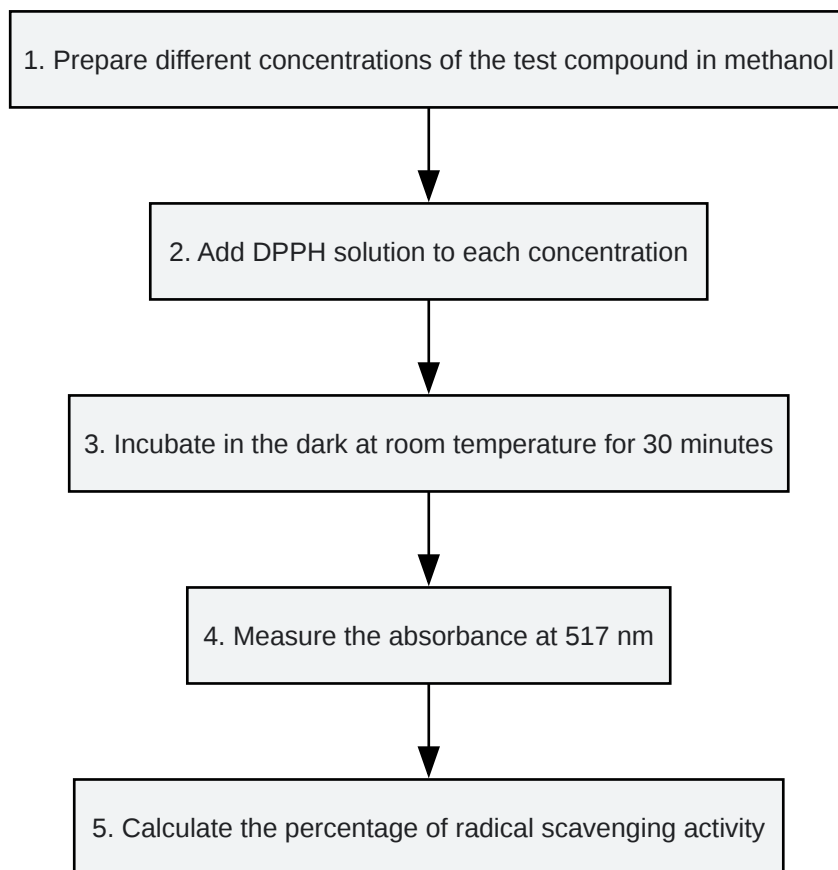 1. Prepare different concentrations of the test compound in methanol
2. Add DPPH solution to each concentration
3. Incubate in the dark at room temperature for 30 minutes
4. Measure the absorbance at 517 nm
5. Calculate the percentage of radical scavenging activity